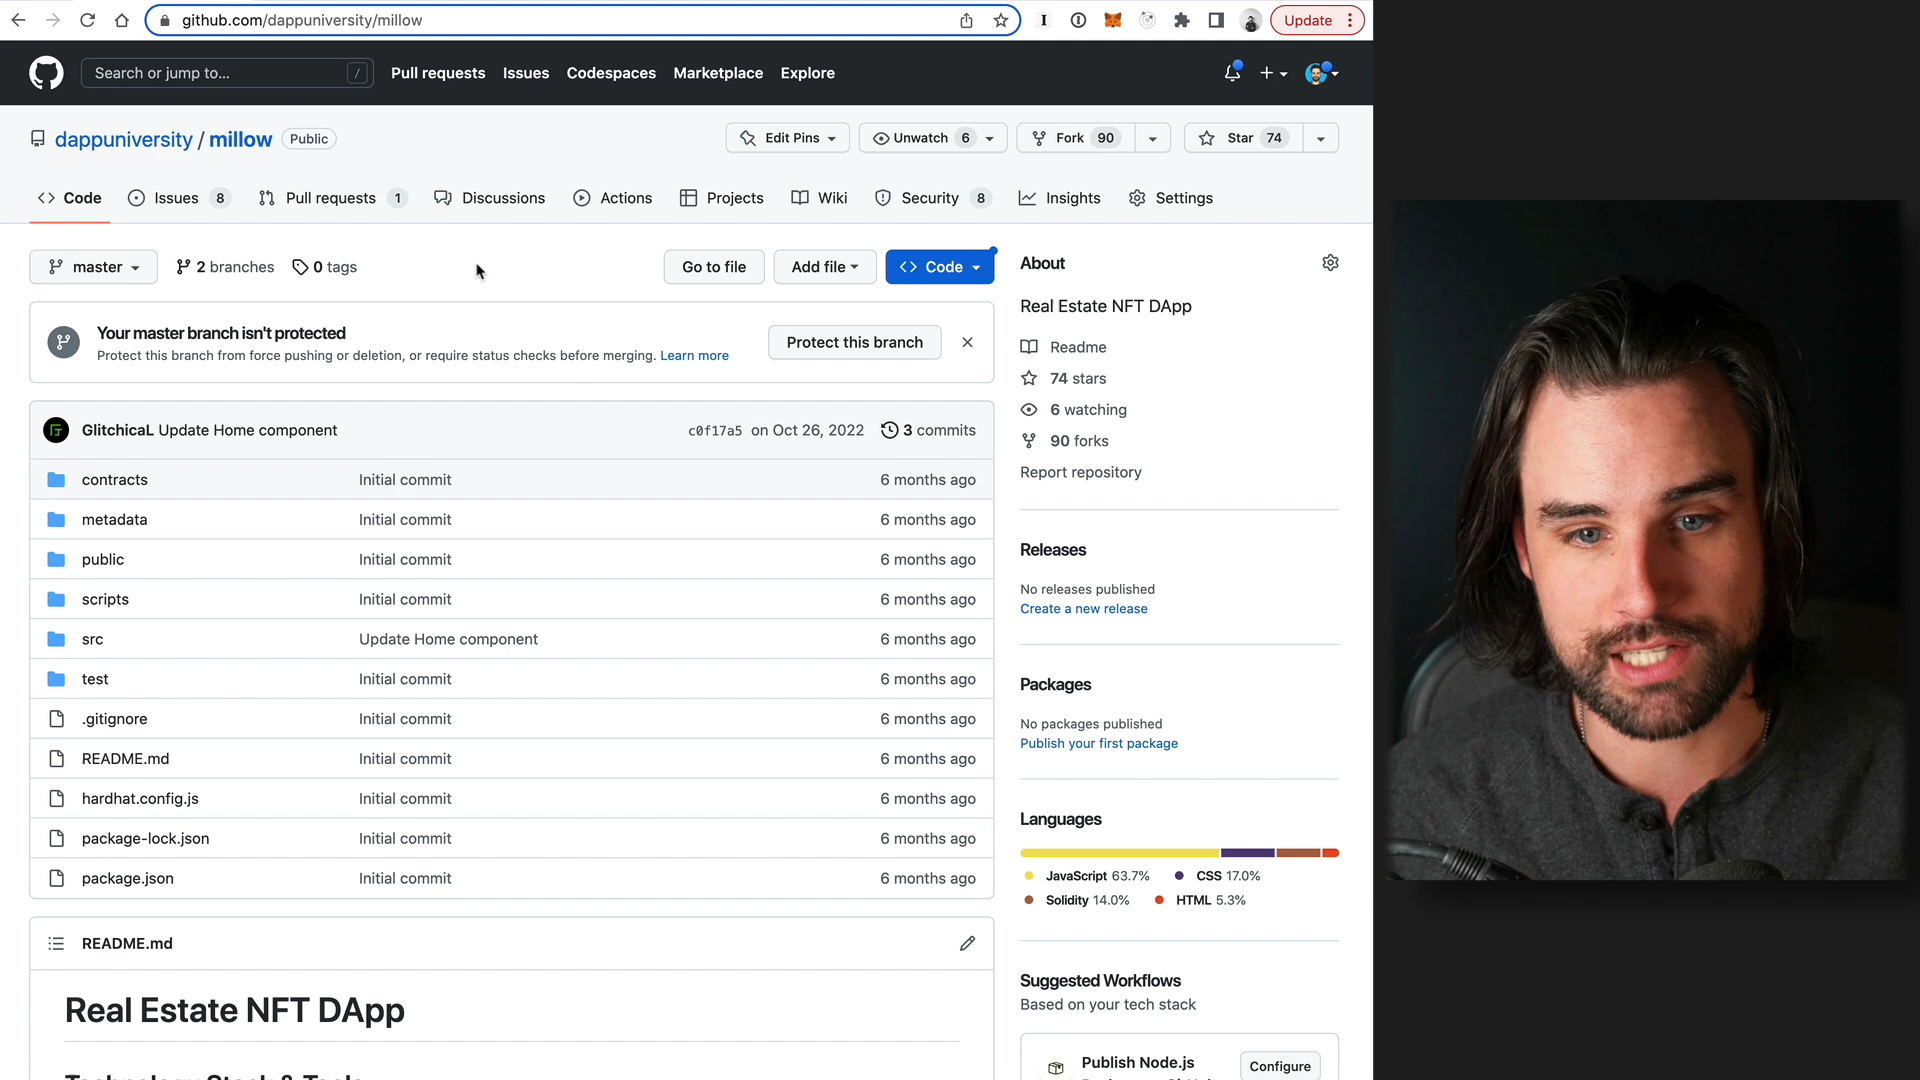 github.com/dappuniversity/millow
Update
Search or jump to... /
Pull requests Issues Codespaces Marketplace Explore
dappuniversity / millow Public
Edit Pins Unwatch 6 Fork 90 Star 74
Code Issues 8 Pull requests 1 Discussions Actions Projects Wiki Security 8 Insights Settings
master 2 branches 0 tags Go to file Add file Code
Your master branch isn't protected
Protect this branch from force pushing or deletion, or require status checks before merging. Learn more
Protect this branch
GlitchicaL Update Home component c0f17a5 on Oct 26, 2022 3 commits
contracts Initial commit 6 months ago
metadata Initial commit 6 months ago
public Initial commit 6 months ago
scripts Initial commit 6 months ago
src Update Home component 6 months ago
test Initial commit 6 months ago
.gitignore Initial commit 6 months ago
README.md Initial commit 6 months ago
hardhat.config.js Initial commit 6 months ago
package-lock.json Initial commit 6 months ago
package.json Initial commit 6 months ago
README.md
Real Estate NFT DApp
Technology Stack & Tools
About
Real Estate NFT DApp
Readme
74 stars
6 watching
90 forks
Report repository
Releases
No releases published
Create a new release
Packages
No packages published
Publish your first package
Languages
JavaScript 63.7% CSS 17.0%
Solidity 14.0% HTML 5.3%
Suggested Workflows
Based on your tech stack
Publish Node.js
Configure